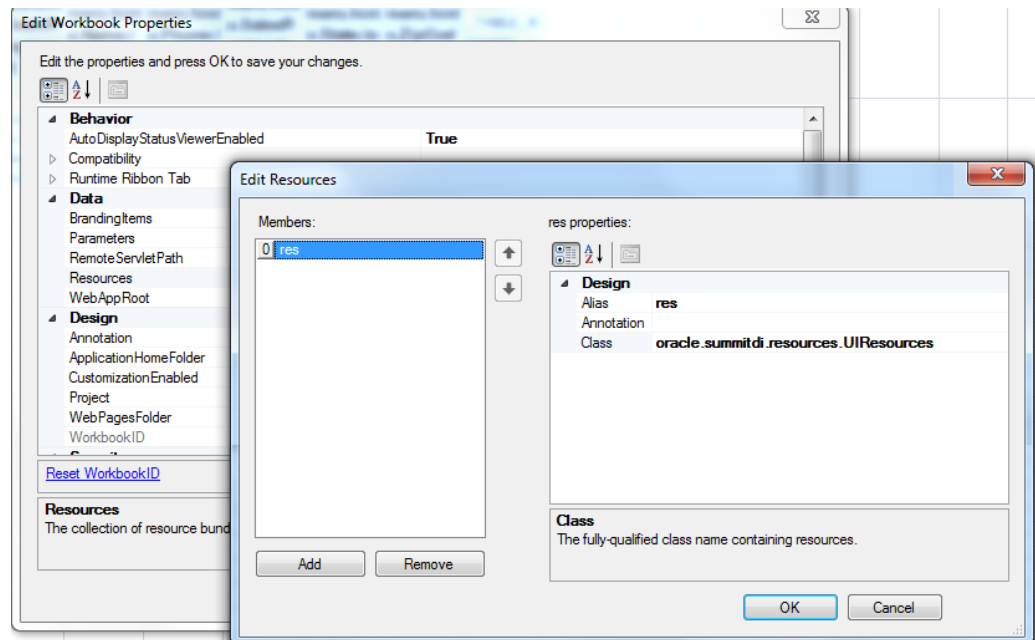 Edit Workbook Properties
Edit the properties and press OK to save your changes.
Behavior
AutoDisplayStatusViewerEnabled True
Compatibility
Runtime Ribbon Tab
Data
BrandingItems
Parameters
RemoteServletPath
Resources
WebAppRoot
Design
Annotation
ApplicationHomeFolder
CustomizationEnabled
Project
WebPagesFolder
WorkbookID
Reset WorkbookID
Resources
The collection of resource bund
Edit Resources
Members:
0 res
Add Remove
res properties:
Design
Alias res
Annotation
Class oracle.summitdi.resources.UIResources
Class
The fully-qualified class name containing resources.
OK Cancel